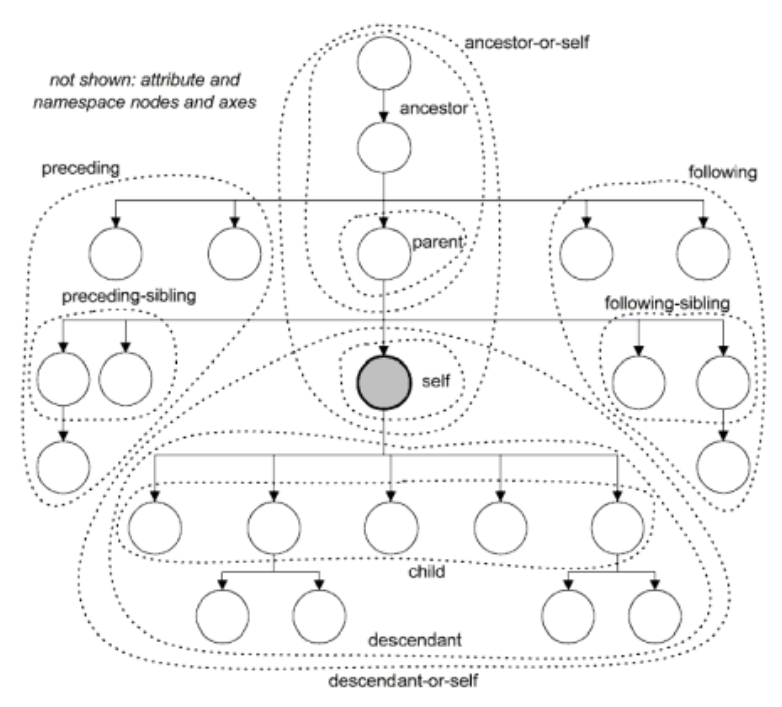 ancestor-or-self
not shown: attribute and
namespace nodes and axes
ancestor
preceding
following
parent
preceding-sibling
following-sibling
self
child
descendant
descendant-or-self